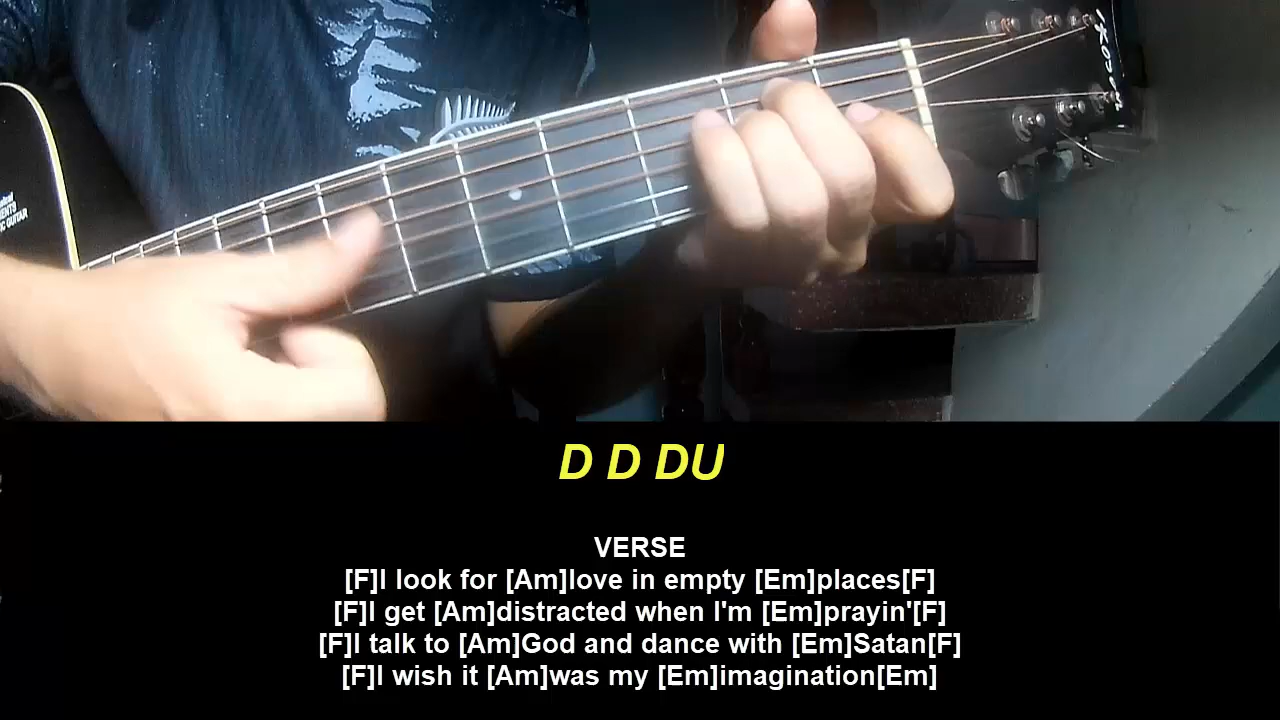 D D DU
VERSE
[F]I look for [Am]love in empty [Em]places[F]
[F]I get [Am]distracted when I'm [Em]prayin'[F]
[F]I talk to [Am]God and dance with [Em]Satan[F]
[F]I wish it [Am]was my [Em]imagination[Em]